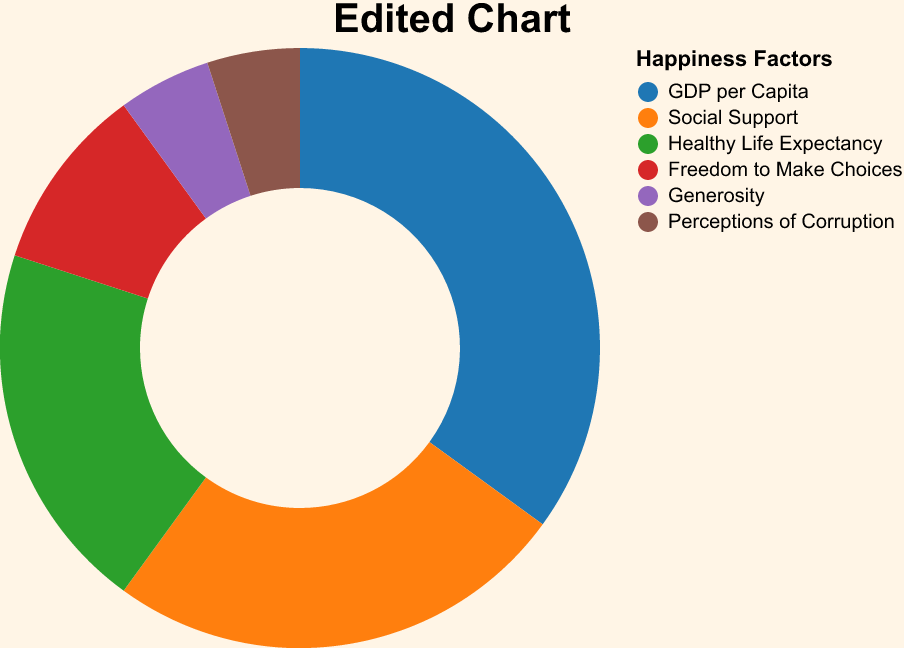 Edited Chart
Happiness Factors
GDP per Capita
Social Support
Healthy Life Expectancy
Freedom to Make Choices
Generosity
Perceptions of Corruption